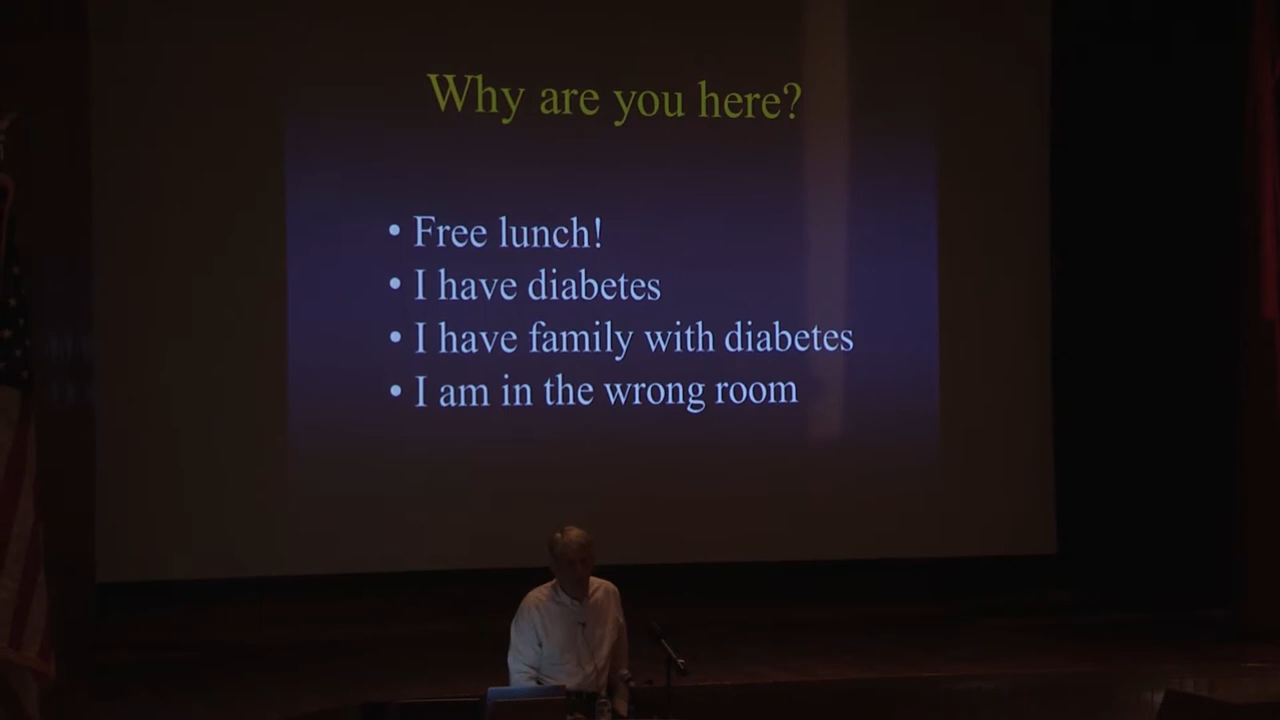 Why are you here?
• Free lunch!
• I have diabetes
• I have family with diabetes
• I am in the wrong room